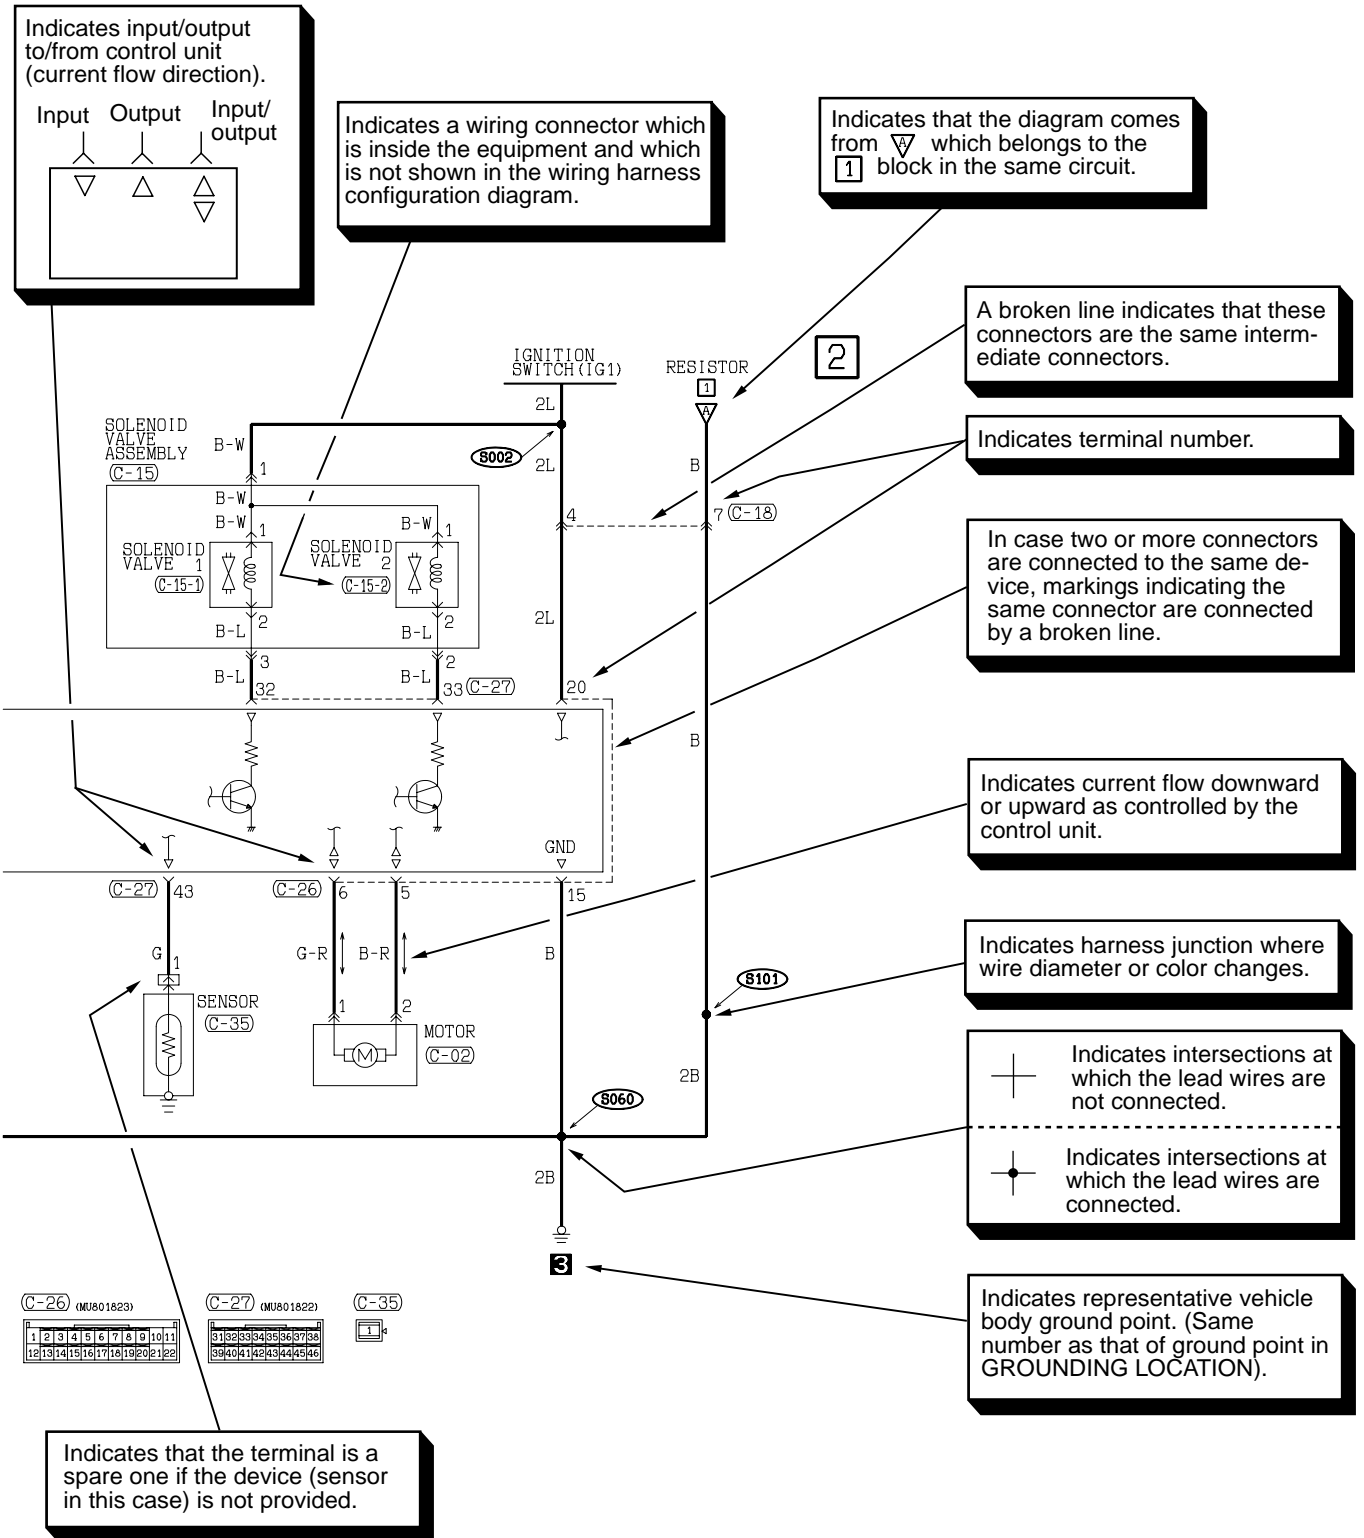 Indicates input/output
to/from control unit
(current flow direction).
Input Output Input/
output
Indicates a wiring connector which
is inside the equipment and which
is not shown in the wiring harness
configuration diagram.
Indicates that the diagram comes
from A which belongs to the
1 block in the same circuit.
A broken line indicates that these
connectors are the same interm-
ediate connectors.
Indicates terminal number.
In case two or more connectors
are connected to the same de-
vice, markings indicating the
same connector are connected
by a broken line.
Indicates current flow downward
or upward as controlled by the
control unit.
Indicates harness junction where
wire diameter or color changes.
Indicates intersections at
which the lead wires are
not connected.
Indicates intersections at
which the lead wires are
connected.
Indicates representative vehicle
body ground point. (Same
number as that of ground point in
GROUNDING LOCATION).
Indicates that the terminal is a
spare one if the device (sensor
in this case) is not provided.
2
IGNITION
SWITCH(IG1)
RESISTOR
1
A
2L
SOLENOID
VALVE
ASSEMBLY
(C-15)
B-W
1
S002
2L
B
B-W
B-W
1
B-W
1
4
7 (C-18)
SOLENOID
VALVE 1
(C-15-1)
SOLENOID
VALVE 2
(C-15-2)
2
2
B-L
B-L
2L
3
2
B-L
B-L
32
33 (C-27)
20
B
GND
(C-27) 43
(C-26) 6
5
15
G
1
G-R
B-R
B
S101
SENSOR
(C-35)
1
2
MOTOR
(C-02)
M
2B
S060
2B
3
(C-26) (MU801823)
1 2 3 4 5 6 7 8 9 10 11
12 13 14 15 16 17 18 19 20 21 22
(C-27) (MU801822)
31 32 33 34 35 36 37 38
39 40 41 42 43 44 45 46
(C-35)
1